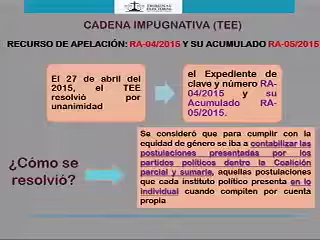 TRIBUNAL
ELECTORAL
CADENA IMPUGNATIVA (TEE)
RECURSO DE APELACIÓN: RA-04/2015 Y SU ACUMULADO RA-05/2015
El 27 de abril del
2015, el TEE
resolvió por
unanimidad
el Expediente de
clave y número RA-
04/2015 y su
Acumulado RA-
05/2015.
¿Cómo se
resolvió?
Se consideró que para cumplir con la
equidad de género se iba a contabilizar las
postulaciones presentadas por los
partidos políticos dentro la Coalición
parcial y sumarle, aquellas postulaciones
que cada instituto político presenta en lo
individual cuando compiten por cuenta
propia